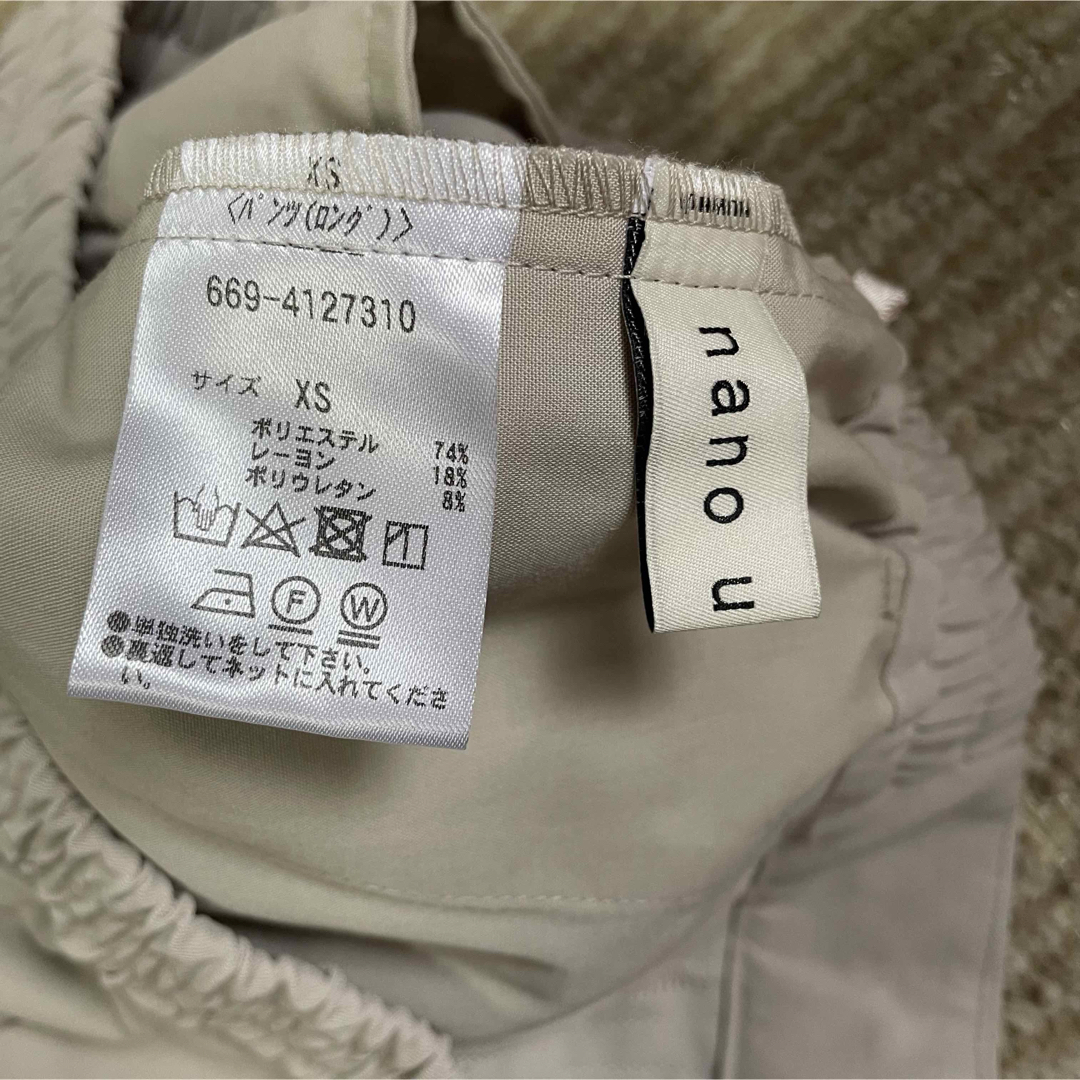 XS
〈パンツ(ロング)〉
669-4127310
サイズ XS
ポリエステル 74%
レーヨン 18%
ポリウレタン 8%
F W
●単独洗いをして下さい。
●裏返してネットに入れてくださ
い。
nano u